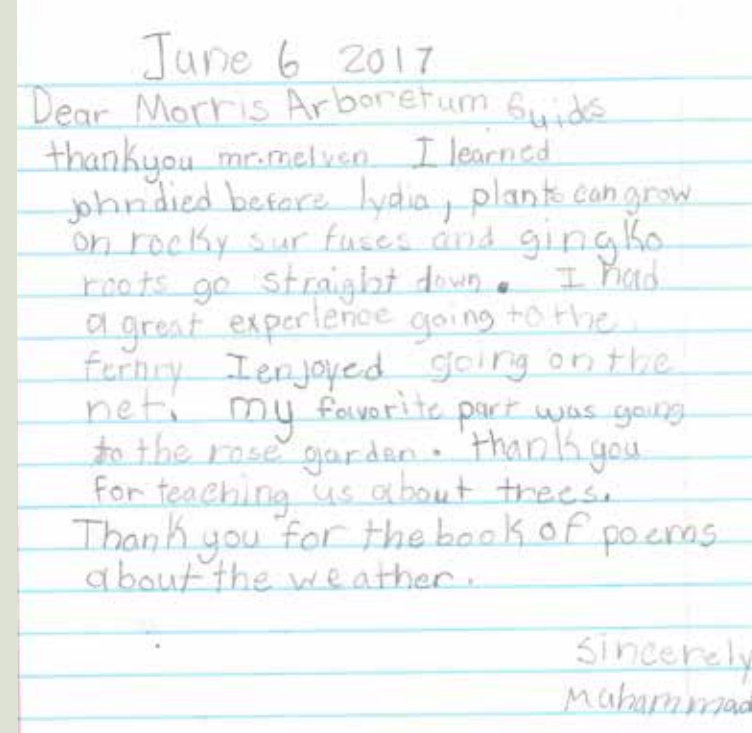 June 6 2017
Dear Morris Arboretum Guids
thankyou mr.melven I learned
john died before lydia, plants can grow
on rocky sur fuses and gingko
roots go straight down. I had
a great experience going to the
fernry I enjoyed going on the
net. my favorite part was going
to the rose garden. thank you
for teaching us about trees.
Thank you for the book of poems
about the weather.
Sincerely
Muhammad